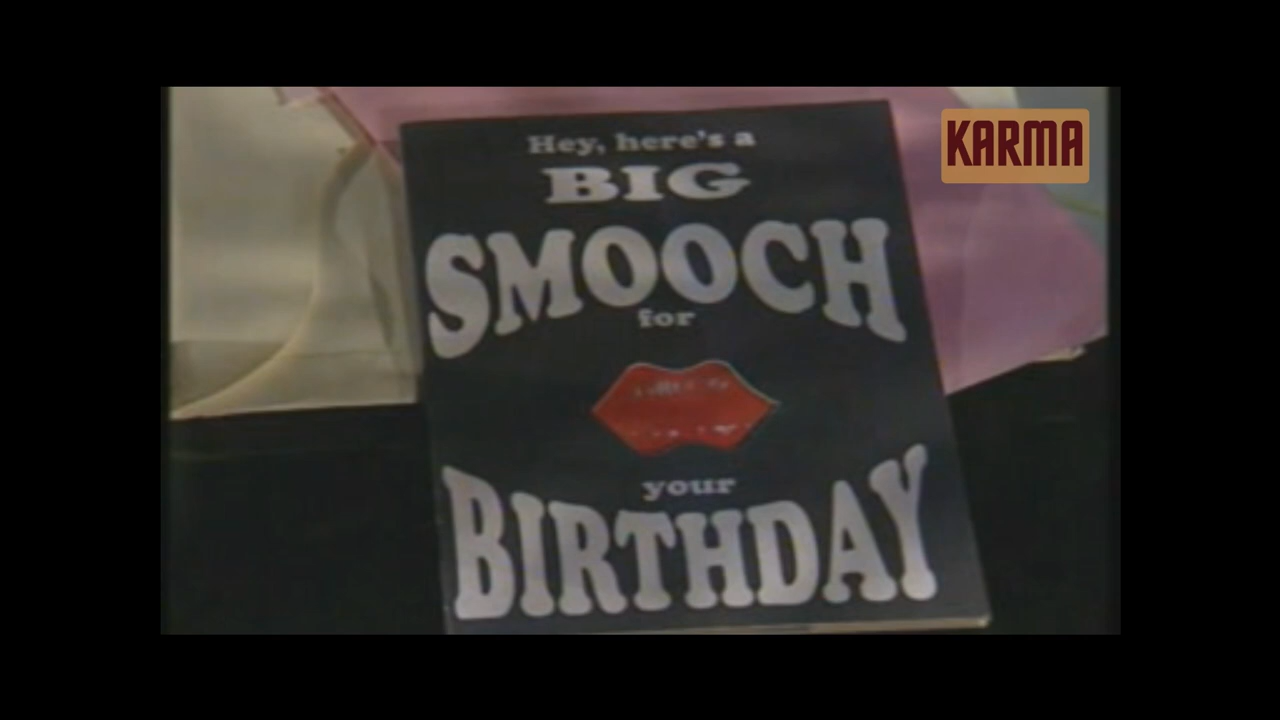 Hey, here's a
BIG
SMOOCH
for
your
BIRTHDAY
KARMA